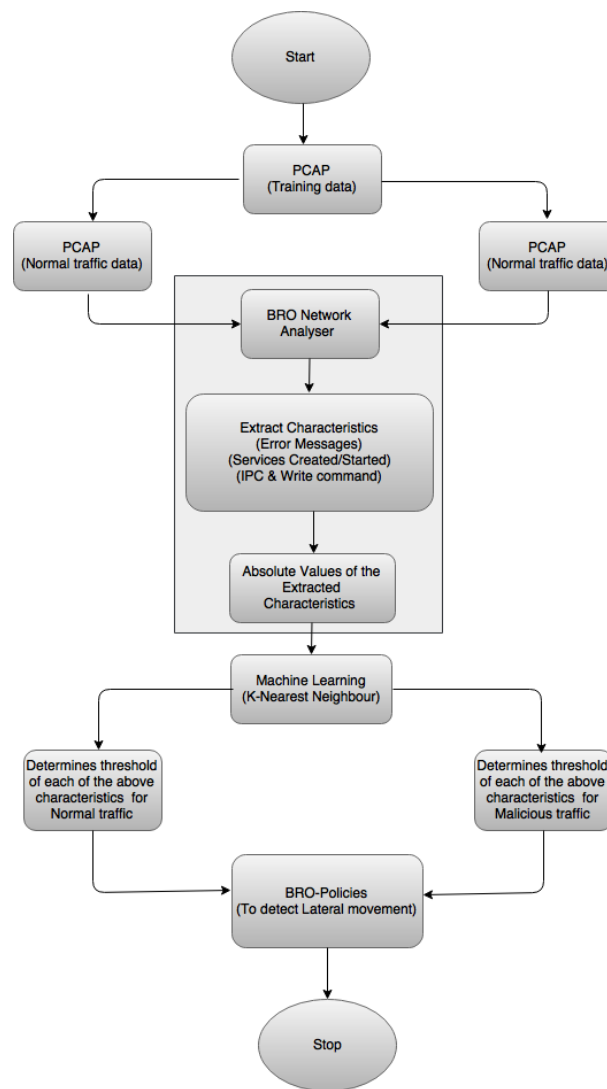 Start
PCAP
(Training data)
PCAP
(Normal traffic data)
PCAP
(Normal traffic data)
BRO Network
Analyser
Extract Characteristics
(Error Messages)
(Services Created/Started)
(IPC & Write command)
Absolute Values of the
Extracted
Characteristics
Machine Learning
(K-Nearest Neighbour)
Determines threshold
of each of the above
characteristics for
Normal traffic
Determines threshold
of each of the above
characteristics for
Malicious traffic
BRO-Policies
(To detect Lateral movement)
Stop